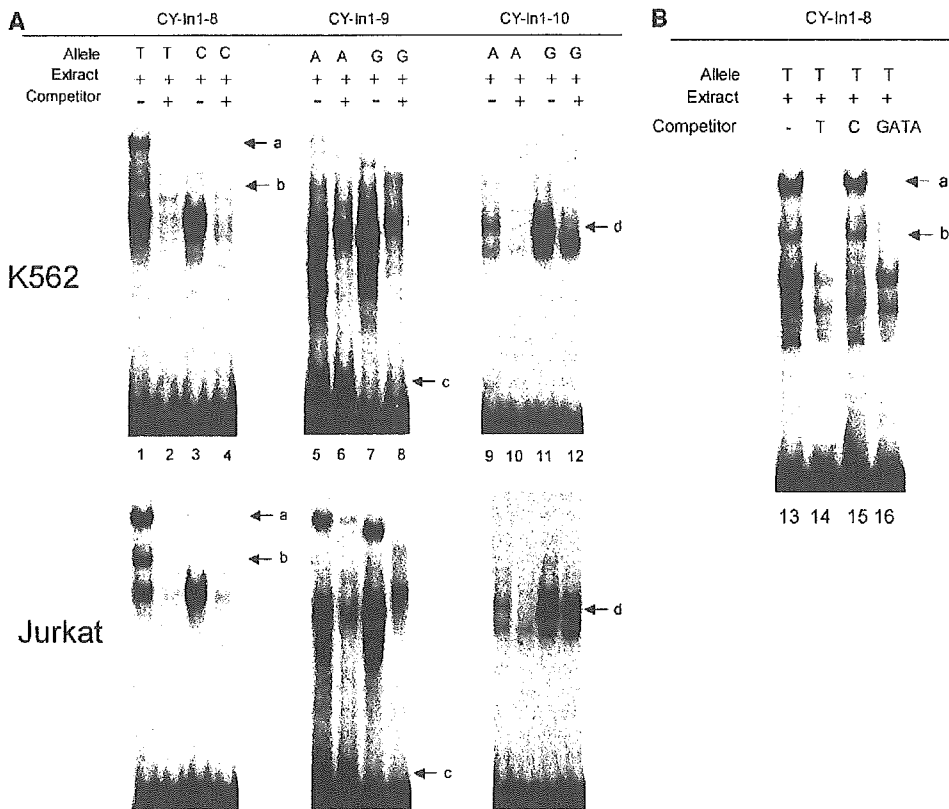 A
CY-In1-8 CY-In1-9 CY-In1-10
Allele T T C C A A G G A A G G
Extract + + + + + + + + + + + +
Competitor - + - + - + - + - + - +
a
b
d
K562
c
1 2 3 4 5 6 7 8 9 10 11 12
a
b
d
Jurkat
c
B
CY-In1-8
Allele T T T T
Extract + + + +
Competitor - T C GATA
a
b
13 14 15 16